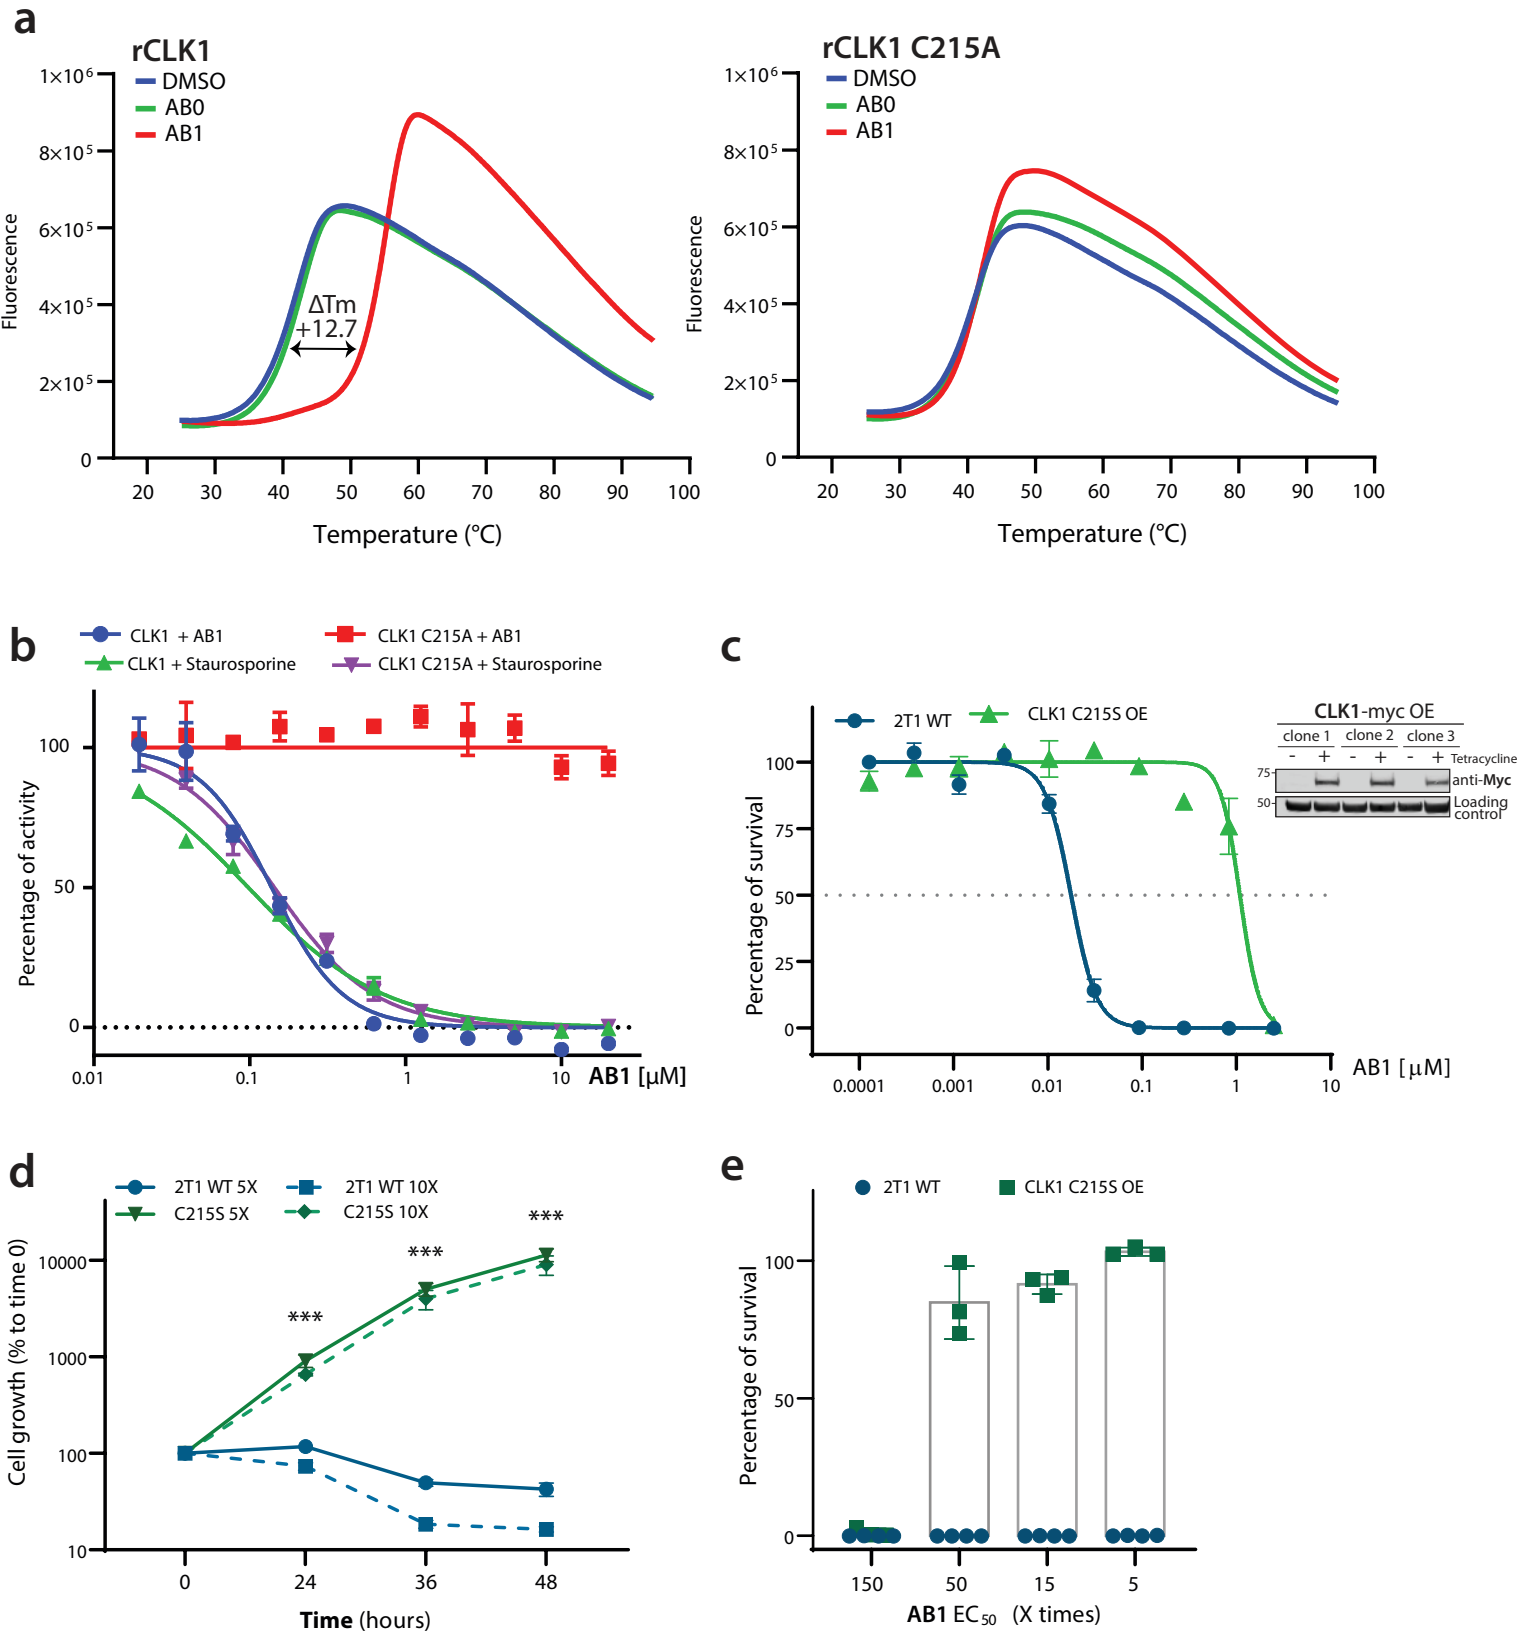 a
rCLK1
DMSO
AB0
AB1
1×10⁶
8×10⁵
6×10⁵
4×10⁵
2×10⁵
0
Fluorescence
ΔTm
+12.7
20 30 40 50 60 70 80 90 100
Temperature (°C)
rCLK1 C215A
DMSO
AB0
AB1
1×10⁶
8×10⁵
6×10⁵
4×10⁵
2×10⁵
0
Fluorescence
20 30 40 50 60 70 80 90 100
Temperature (°C)
b
CLK1 + AB1
CLK1 C215A + AB1
CLK1 + Staurosporine
CLK1 C215A + Staurosporine
Percentage of activity
100
50
0
0.01 0.1 1 10 AB1 [μM]
c
2T1 WT
CLK1 C215S OE
Percentage of survival
100
75
50
25
0
0.0001 0.001 0.01 0.1 1 10
AB1 [μM]
CLK1-myc OE
clone 1 clone 2 clone 3
- + - + - + Tetracycline
75- anti-Myc
50- Loading
control
d
2T1 WT 5X
2T1 WT 10X
C215S 5X
C215S 10X
Cell growth (% to time 0)
10000
1000
100
10
***
***
***
0 24 36 48
Time (hours)
e
2T1 WT
CLK1 C215S OE
Percentage of survival
100
50
0
150 50 15 5
AB1 EC₅₀ (X times)